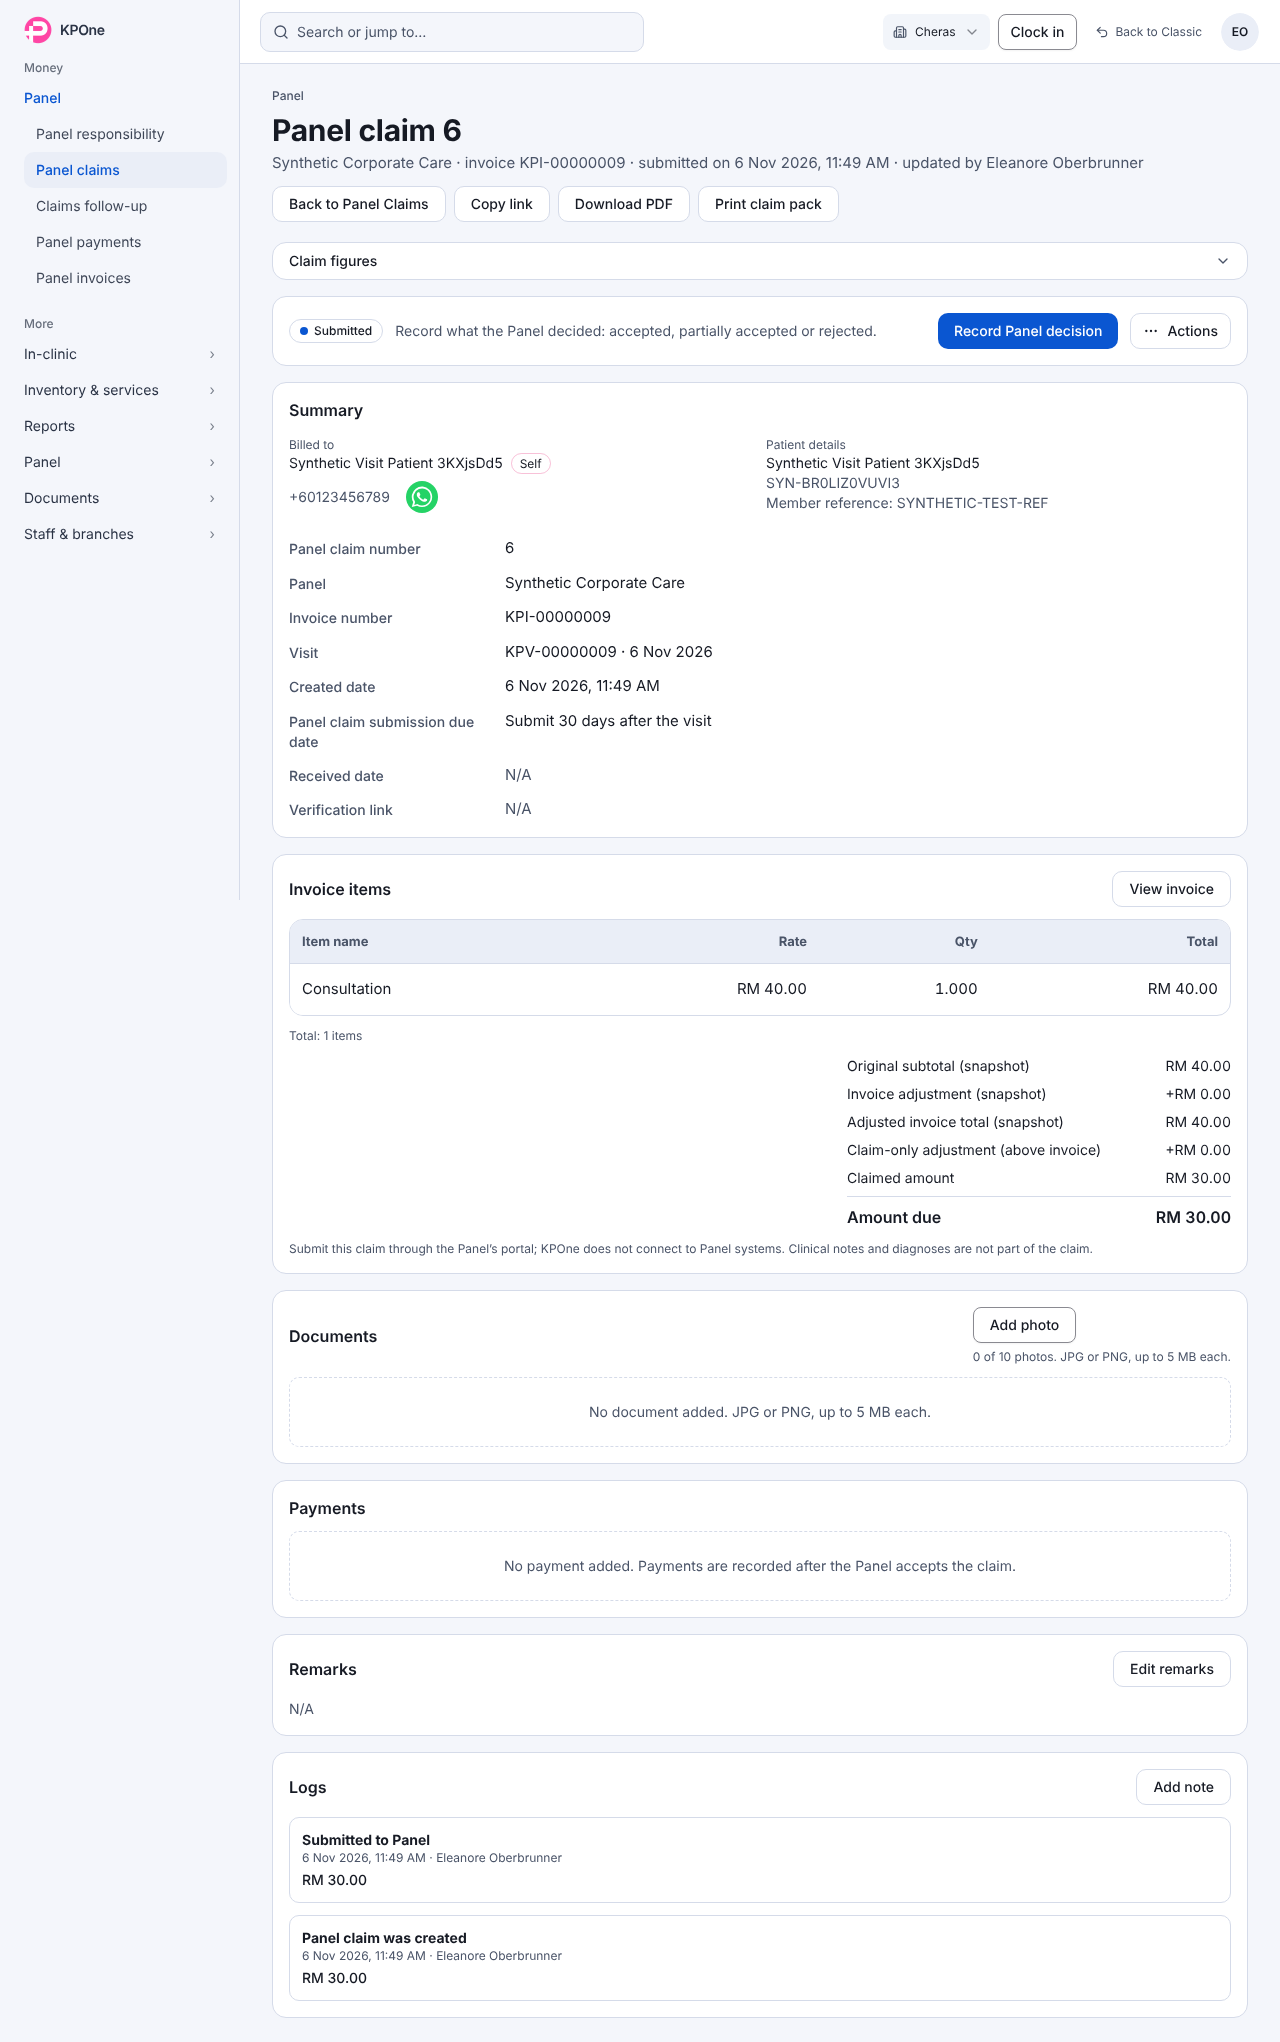 KPOne
Money
Panel
Panel responsibility
Panel claims
Claims follow-up
Panel payments
Panel invoices
More
In-clinic
Inventory & services
Reports
Panel
Documents
Staff & branches
Search or jump to...
Cheras
Clock in
Back to Classic
EO
Panel
Panel claim 6
Synthetic Corporate Care · invoice KPI-00000009 · submitted on 6 Nov 2026, 11:49 AM · updated by Eleanore Oberbrunner
Back to Panel Claims
Copy link
Download PDF
Print claim pack
Claim figures
Submitted
Record what the Panel decided: accepted, partially accepted or rejected.
Record Panel decision
··· Actions
Summary
Billed to
Synthetic Visit Patient 3KXjsDd5 Self
+60123456789
Patient details
Synthetic Visit Patient 3KXjsDd5
SYN-BR0LIZ0VUVI3
Member reference: SYNTHETIC-TEST-REF
Panel claim number 6
Panel Synthetic Corporate Care
Invoice number KPI-00000009
Visit KPV-00000009 · 6 Nov 2026
Created date 6 Nov 2026, 11:49 AM
Panel claim submission due date Submit 30 days after the visit
Received date N/A
Verification link N/A
Invoice items
View invoice
Item name Rate Qty Total
Consultation RM 40.00 1.000 RM 40.00
Total: 1 items
Original subtotal (snapshot) RM 40.00
Invoice adjustment (snapshot) +RM 0.00
Adjusted invoice total (snapshot) RM 40.00
Claim-only adjustment (above invoice) +RM 0.00
Claimed amount RM 30.00
Amount due RM 30.00
Submit this claim through the Panel's portal; KPOne does not connect to Panel systems. Clinical notes and diagnoses are not part of the claim.
Documents
Add photo
0 of 10 photos. JPG or PNG, up to 5 MB each.
No document added. JPG or PNG, up to 5 MB each.
Payments
No payment added. Payments are recorded after the Panel accepts the claim.
Remarks
Edit remarks
N/A
Logs
Add note
Submitted to Panel
6 Nov 2026, 11:49 AM · Eleanore Oberbrunner
RM 30.00
Panel claim was created
6 Nov 2026, 11:49 AM · Eleanore Oberbrunner
RM 30.00